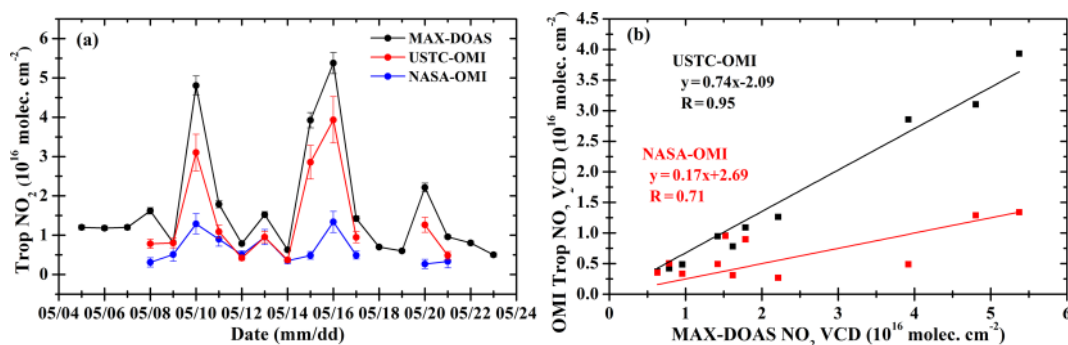 (a)
MAX-DOAS
USTC-OMI
NASA-OMI
Trop NO2 (10^16 molec. cm^-2)
6
5
4
3
2
1
0
05/04 05/06 05/08 05/10 05/12 05/14 05/16 05/18 05/20 05/22 05/24
Date (mm/dd)
(b)
USTC-OMI
y=0.74x-2.09
R=0.95
NASA-OMI
y=0.17x+2.69
R=0.71
OMI Trop NO2 VCD (10^16 molec. cm^-2)
4.5
4.0
3.5
3.0
2.5
2.0
1.5
1.0
0.5
0.0
0 1 2 3 4 5 6
MAX-DOAS NO2 VCD (10^16 molec. cm^-2)